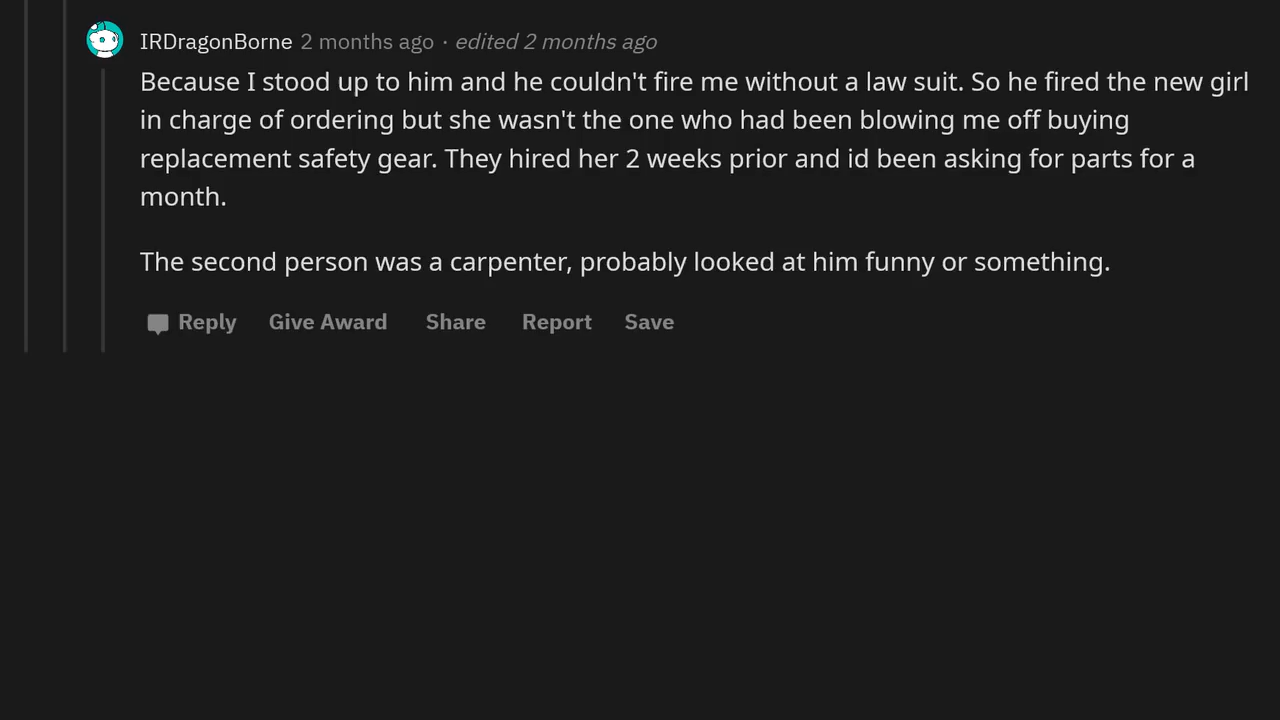 IRDragonBorne 2 months ago · edited 2 months ago
Because I stood up to him and he couldn't fire me without a law suit. So he fired the new girl
in charge of ordering but she wasn't the one who had been blowing me off buying
replacement safety gear. They hired her 2 weeks prior and id been asking for parts for a
month.
The second person was a carpenter, probably looked at him funny or something.
Reply Give Award Share Report Save